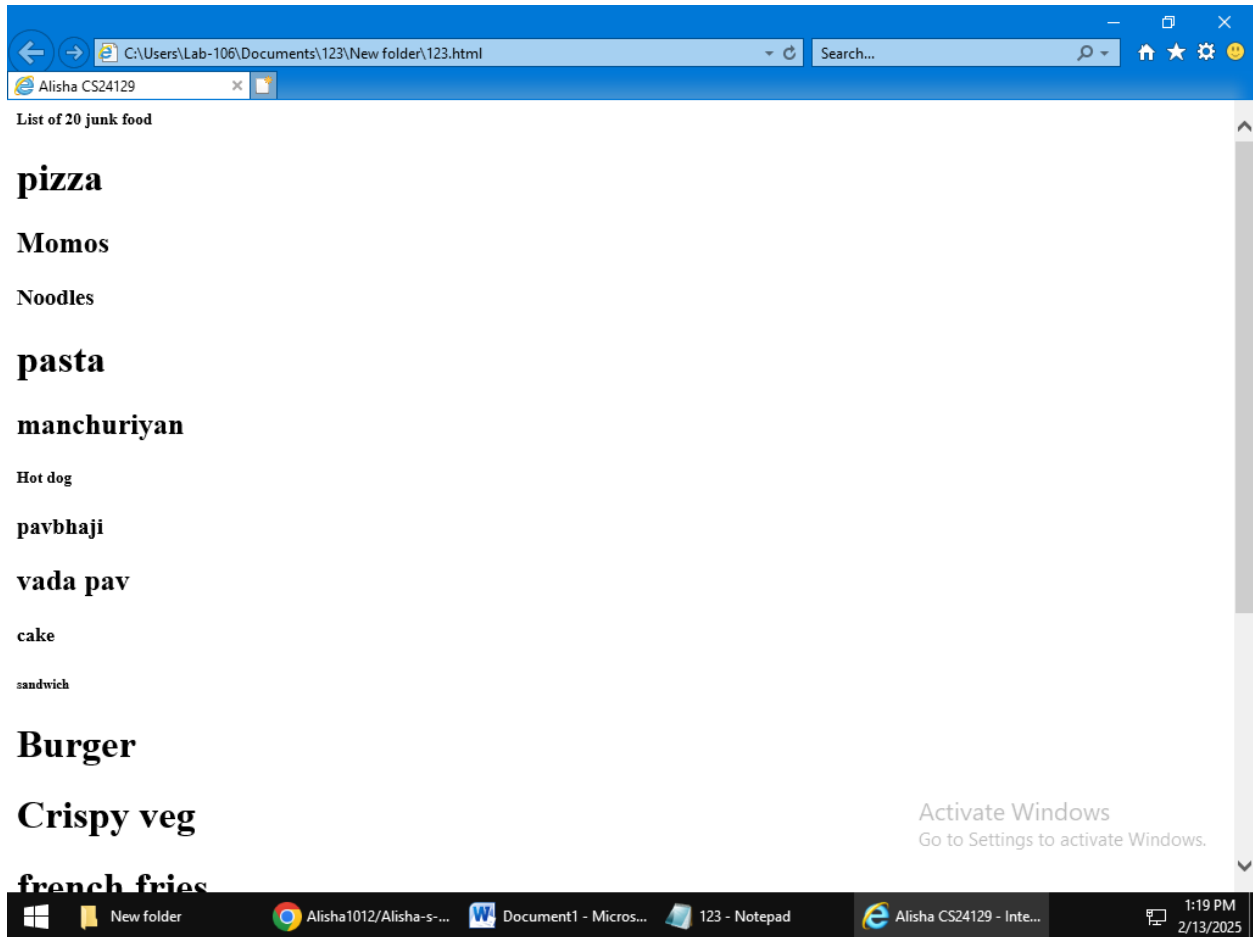 C:\Users\Lab-106\Documents\123\New folder\123.html
Search...
Alisha CS24129
List of 20 junk food
pizza
Momos
Noodles
pasta
manchuriyan
Hot dog
pavbhaji
vada pav
cake
sandwich
Burger
Crispy veg
french fries
Activate Windows
Go to Settings to activate Windows.
New folder
Alisha1012/Alisha-s-...
Document1 - Micros...
123 - Notepad
Alisha CS24129 - Inte...
1:19 PM
2/13/2025